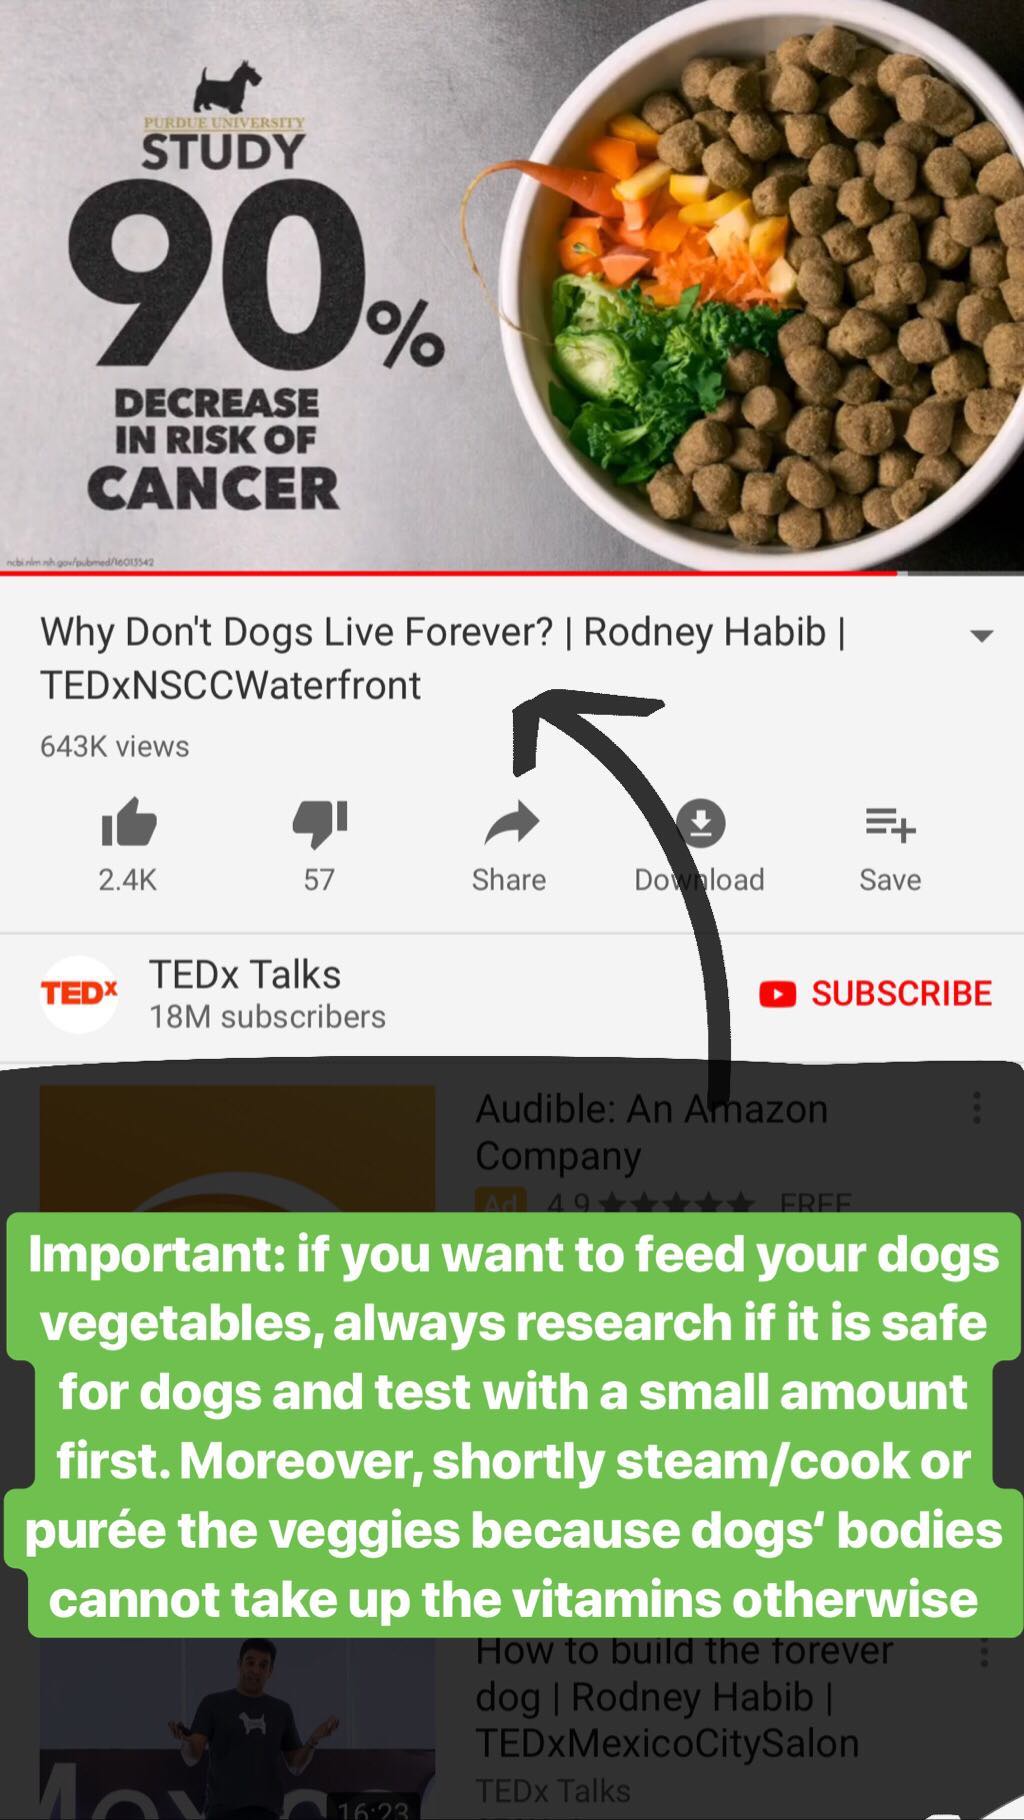 PURDUE UNIVERSITY
STUDY
90%
DECREASE
IN RISK OF
CANCER
ncbi.nlm.nih.gov/pubmed/16013542
Why Don't Dogs Live Forever? | Rodney Habib |
TEDxNSCCWaterfront
643K views
2.4K
57
Share
Download
Save
TEDx
TEDx Talks
18M subscribers
SUBSCRIBE
Audible: An Amazon
Company
Ad 4.9 ★★★★★ FREE
Important: if you want to feed your dogs
vegetables, always research if it is safe
for dogs and test with a small amount
first. Moreover, shortly steam/cook or
purée the veggies because dogs‘ bodies
cannot take up the vitamins otherwise
How to build the forever
dog | Rodney Habib |
TEDxMexicoCitySalon
TEDx Talks
16:23